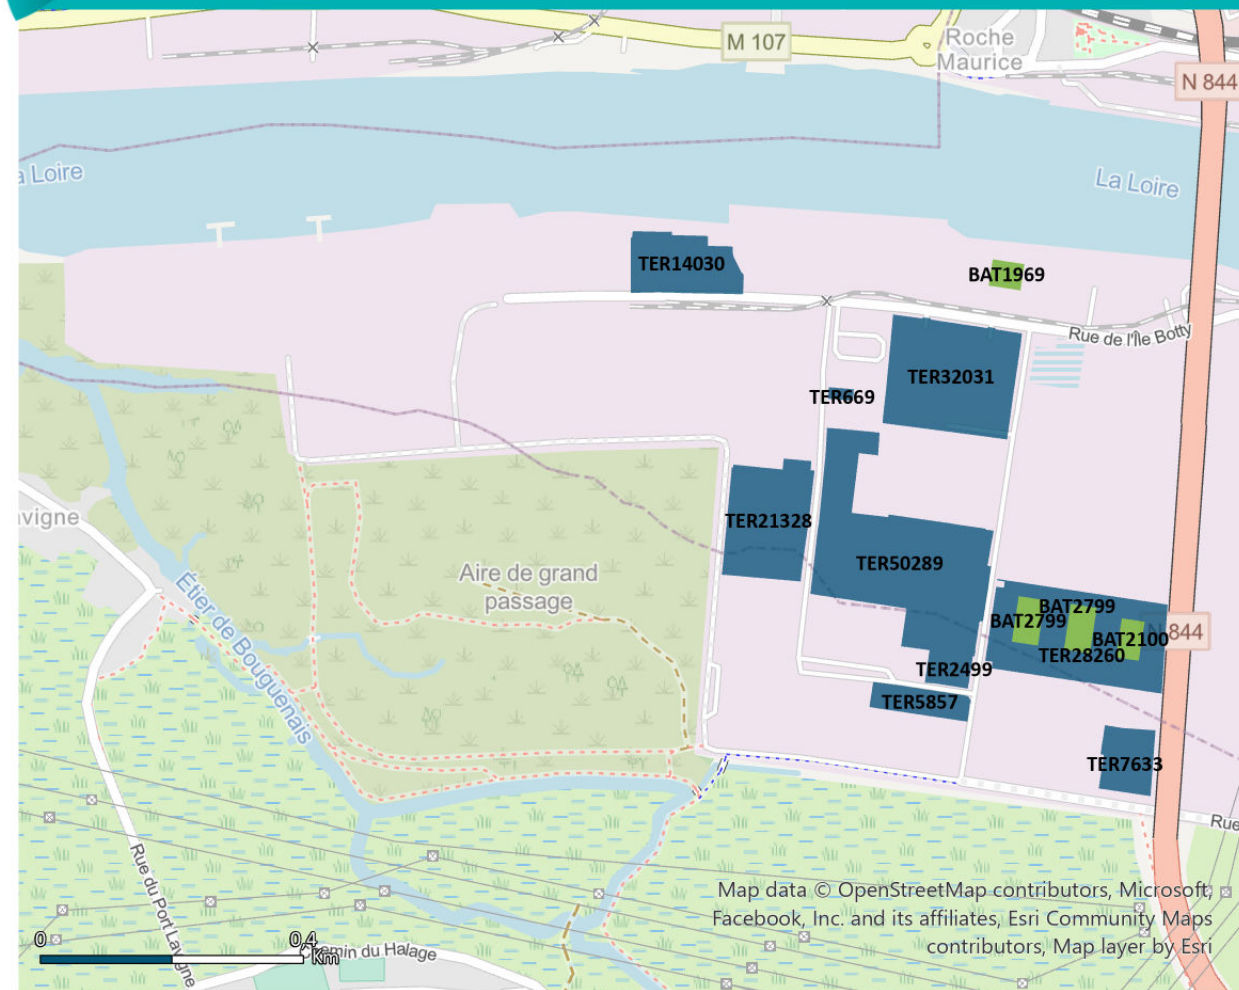 M 107
Roche
Maurice
N 844
La Loire
La Loire
TER14030
BAT1969
Rue de l'Île Botty
TER32031
TER669
TER21328
TER50289
Aire de grand
passage
Étier de Bouguenais
BAT2799
BAT2799
BAT2100
N 844
TER28260
TER2499
TER5857
TER7633
Rue
Rue du Port Lavigne
Map data © OpenStreetMap contributors, Microsoft,
Facebook, Inc. and its affiliates, Esri Community Maps
contributors, Map layer by Esri
0 0,4
Km
du Halage